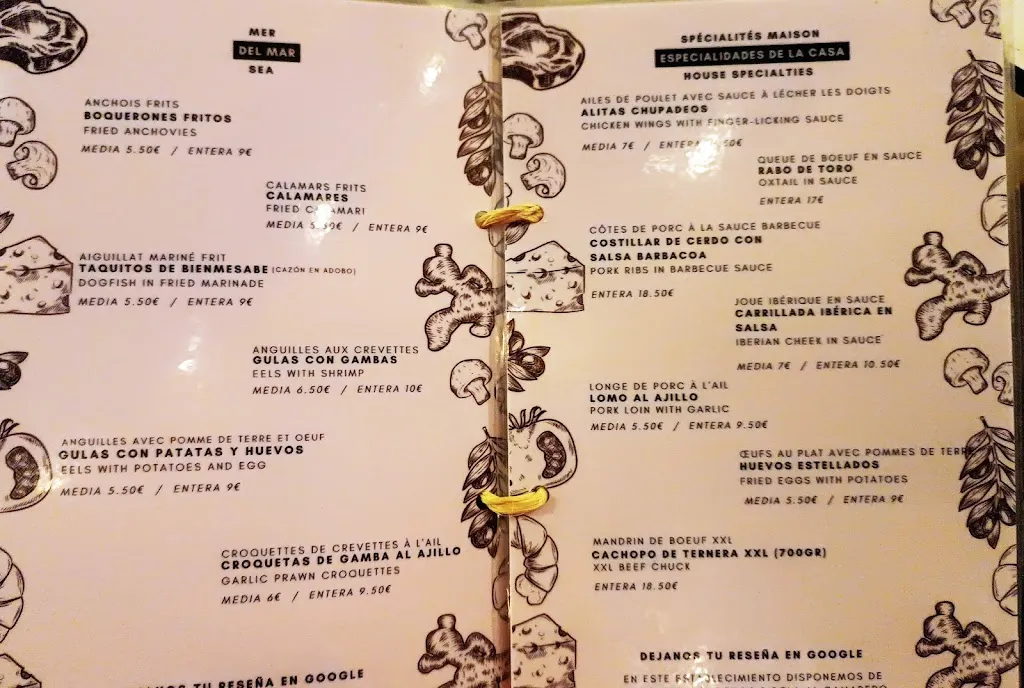 MER
DEL MAR
SEA
ANCHOIS FRITS
BOQUERONES FRITOS
FRIED ANCHOVIES
MEDIA 5.50€ / ENTERA 9€
CALAMARS FRITS
CALAMARES
FRIED CALAMARI
MEDIA 5.50€ / ENTERA 9€
AIGUILLAT MARINÉ FRIT
TAQUITOS DE BIENMESABE (CAZÓN EN ADOBO)
DOGFISH IN FRIED MARINADE
MEDIA 5.50€ / ENTERA 9€
ANGUILLES AUX CREVETTES
GULAS CON GAMBAS
EELS WITH SHRIMP
MEDIA 6.50€ / ENTERA 10€
ANGUILLES AVEC POMME DE TERRE ET OEUF
GULAS CON PATATAS Y HUEVOS
EELS WITH POTATOES AND EGG
MEDIA 5.50€ / ENTERA 9€
CROQUETTES DE CREVETTES À L'AIL
CROQUETAS DE GAMBA AL AJILLO
GARLIC PRAWN CROQUETTES
MEDIA 6€ / ENTERA 9.50€
TU RESEÑA EN GOOGLE
SPÉCIALITÉS MAISON
ESPECIALIDADES DE LA CASA
HOUSE SPECIALTIES
AILES DE POULET AVEC SAUCE À LÉCHER LES DOIGTS
ALITAS CHUPADEOS
CHICKEN WINGS WITH FINGER-LICKING SAUCE
MEDIA 7€ / ENTERA
QUEUE DE BOEUF EN SAUCE
RABO DE TORO
OXTAIL IN SAUCE
ENTERA 17€
CÔTES DE PORC À LA SAUCE BARBECUE
COSTILLAR DE CERDO CON
SALSA BARBACOA
PORK RIBS IN BARBECUE SAUCE
ENTERA 18.50€
JOUE IBÉRIQUE EN SAUCE
CARRILLADA IBÉRICA EN
SALSA
IBERIAN CHEEK IN SAUCE
MEDIA 7€ / ENTERA 10.50€
LONGE DE PORC À L'AIL
LOMO AL AJILLO
PORK LOIN WITH GARLIC
MEDIA 5.50€ / ENTERA 9.50€
ŒUFS AU PLAT AVEC POMMES DE TERRE
HUEVOS ESTELLADOS
FRIED EGGS WITH POTATOES
MEDIA 5.50€ / ENTERA 9€
MANDRIN DE BOEUF XXL
CACHOPO DE TERNERA XXL (700GR)
XXL BEEF CHUCK
ENTERA 18.50€
DEJANOS TU RESEÑA EN GOOGLE
EN ESTE ESTABLECIMIENTO DISPONEMOS DE